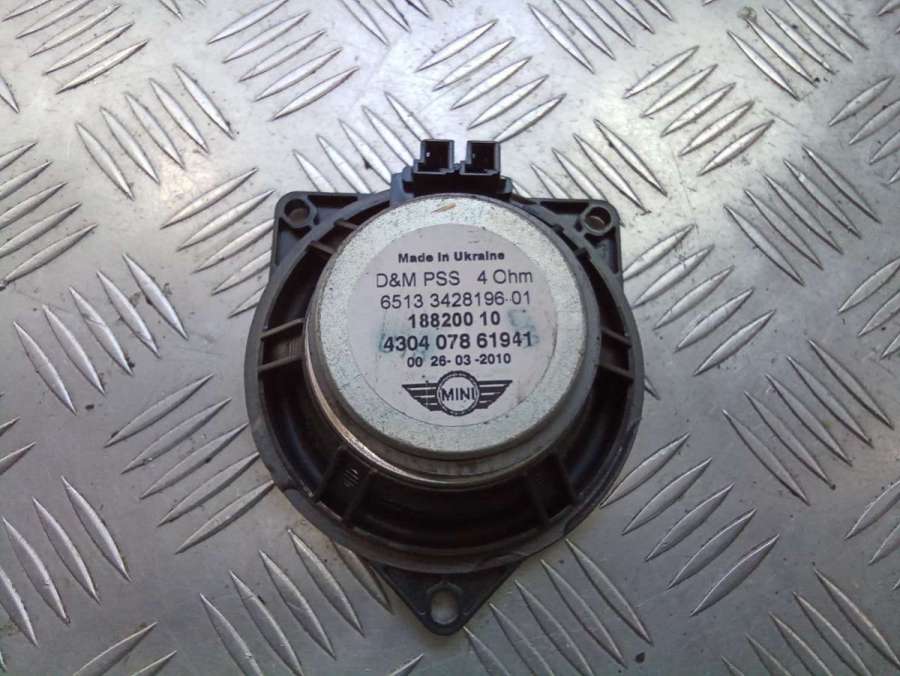 Made in Ukraine
D&M PSS 4 Ohm
6513 3428196-01
188200 10
4304 078 61941
00 26-03-2010
MINI